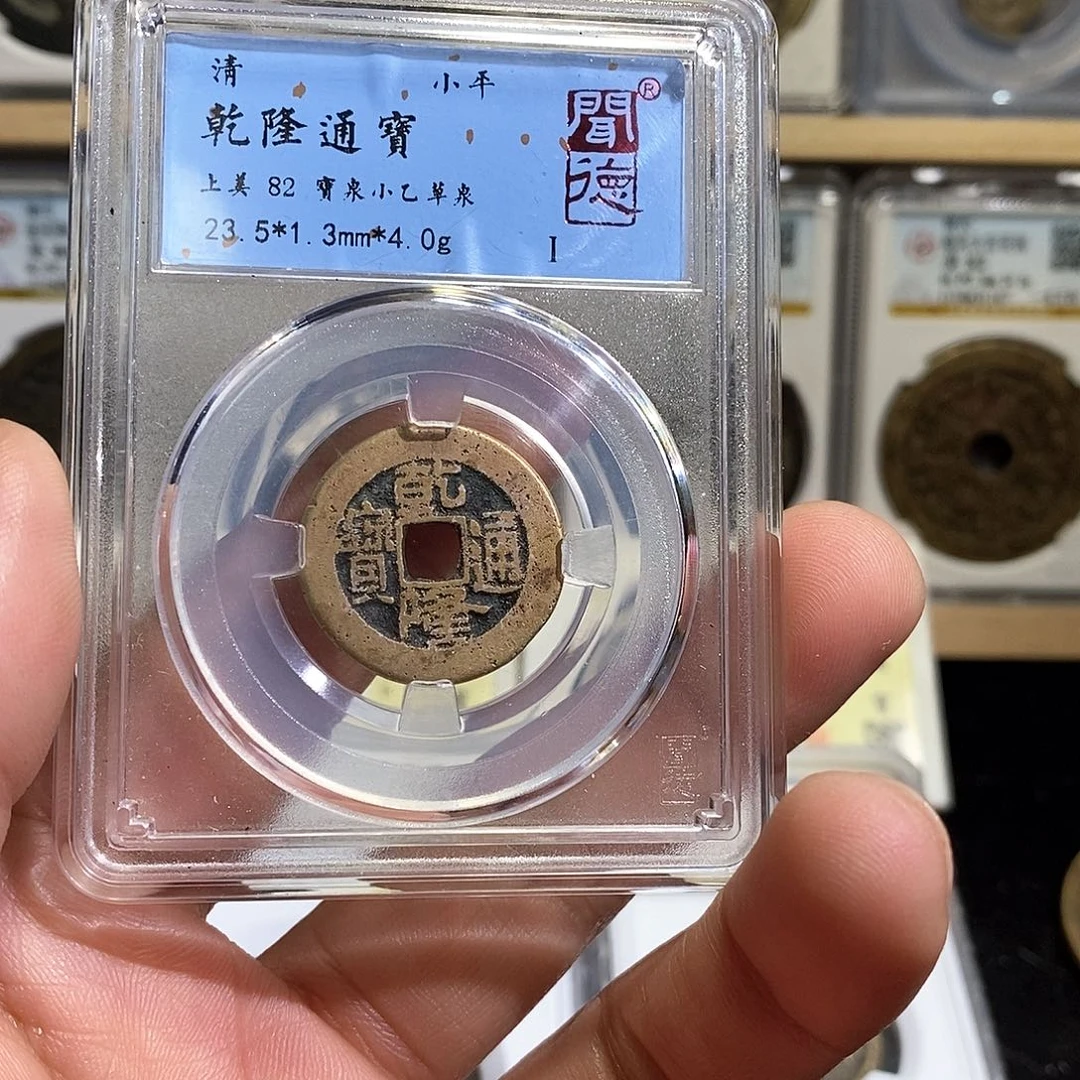 清 小平
乾隆通寶
上美 82 寶泉小乙草泉
23.5*1.3mm*4.0g I
聞德®
乾隆通寶